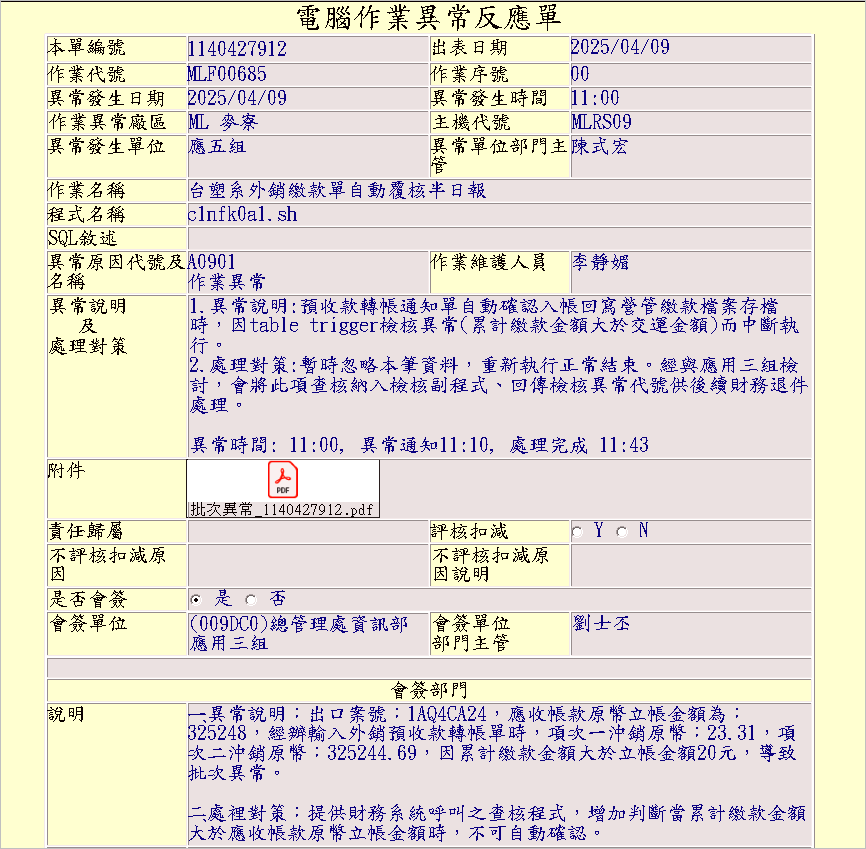 電腦作業異常反應單
本單編號 1140427912 出表日期 2025/04/09
作業代號 MLF00685 作業序號 00
異常發生日期 2025/04/09 異常發生時間 11:00
作業異常廠區 ML 麥寮 主機代號 MLRS09
異常發生單位 應五組 異常單位部門主管 陳式宏
作業名稱 台塑系外銷繳款單自動覆核半日報
程式名稱 c1nfk0a1.sh
SQL敘述
異常原因代號及名稱 A0901
作業異常 作業維護人員 李靜媚
異常說明
及
處理對策
1.異常說明:預收款轉帳通知單自動確認入帳回寫營管繳款檔案存檔
時，因table trigger檢核異常(累計繳款金額大於交運金額)而中斷執
行。
2.處理對策:暫時忽略本筆資料，重新執行正常結束。經與應用三組檢
討，會將此項查核納入檢核副程式、回傳檢核異常代號供後續財務退件
處理。
異常時間: 11:00, 異常通知11:10, 處理完成 11:43
附件
PDF
批次異常_1140427912.pdf
責任歸屬 評核扣減 Y N
不評核扣減原因 不評核扣減原因說明
是否會簽 是 否
會簽單位 (009DC0)總管理處資訊部
應用三組 會簽單位
部門主管 劉士丕
會簽部門
說明
一異常說明：出口案號：1AQ4CA24，應收帳款原幣立帳金額為：
325248，經辦輸入外銷預收款轉帳單時，項次一沖銷原幣：23.31，項
次二沖銷原幣：325244.69，因累計繳款金額大於立帳金額20元，導致
批次異常。
二處裡對策：提供財務系統呼叫之查核程式，增加判斷當累計繳款金額
大於應收帳款原幣立帳金額時，不可自動確認。